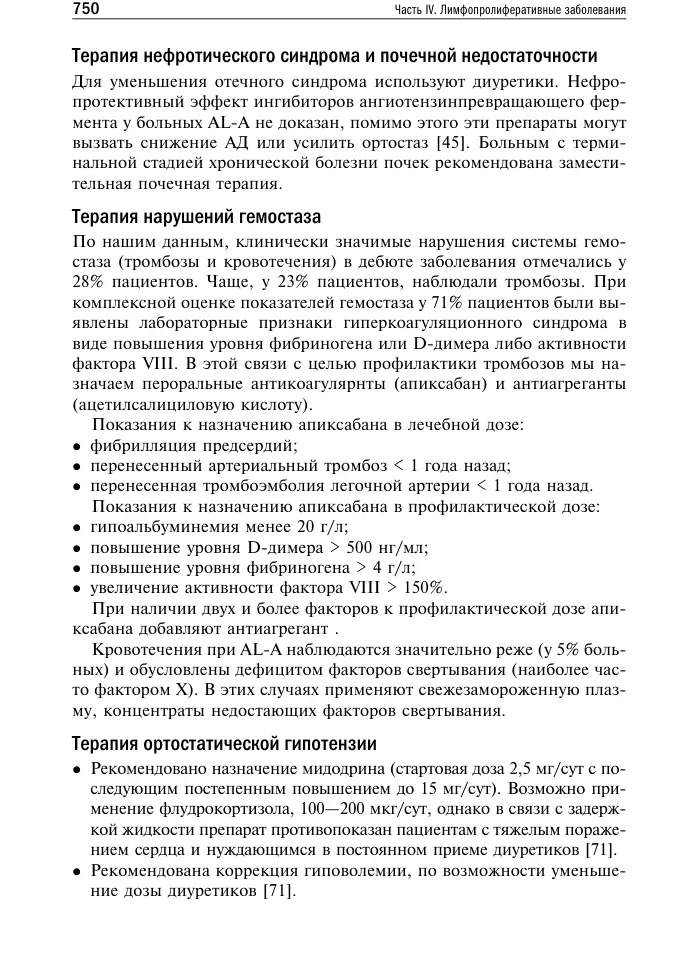 750
Часть IV. Лимфопролиферативные заболевания
Терапия нефротического синдрома и почечной недостаточности
Для уменьшения отечного синдрома используют диуретики. Нефро-
протективный эффект ингибиторов ангиотензинпревращающего фер-
мента у больных AL-A не доказан, помимо этого эти препараты могут
вызвать снижение АД или усилить ортостаз [45]. Больным с терми-
нальной стадией хронической болезни почек рекомендована замести-
тельная почечная терапия.
Терапия нарушений гемостаза
По нашим данным, клинически значимые нарушения системы гемо-
стаза (тромбозы и кровотечения) в дебюте заболевания отмечались у
28% пациентов. Чаще, у 23% пациентов, наблюдали тромбозы. При
комплексной оценке показателей гемостаза у 71% пациентов были вы-
явлены лабораторные признаки гиперкоагуляционного синдрома в
виде повышения уровня фибриногена или D-димера либо активности
фактора VIII. В этой связи с целью профилактики тромбозов мы на-
значаем пероральные антикоагулярнты (апиксабан) и антиагреганты
(ацетилсалициловую кислоту).
Показания к назначению апиксабана в лечебной дозе:
● фибрилляция предсердий;
● перенесенный артериальный тромбоз < 1 года назад;
● перенесенная тромбоэмболия легочной артерии < 1 года назад.
Показания к назначению апиксабана в профилактической дозе:
● гипоальбуминемия менее 20 г/л;
● повышение уровня D-димера > 500 нг/мл;
● повышение уровня фибриногена > 4 г/л;
● увеличение активности фактора VIII > 150%.
При наличии двух и более факторов к профилактической дозе апи-
ксабана добавляют антиагрегант .
Кровотечения при AL-A наблюдаются значительно реже (у 5% боль-
ных) и обусловлены дефицитом факторов свертывания (наиболее час-
то фактором X). В этих случаях применяют свежезамороженную плаз-
му, концентраты недостающих факторов свертывания.
Терапия ортостатической гипотензии
● Рекомендовано назначение мидодрина (стартовая доза 2,5 мг/сут с по-
следующим постепенным повышением до 15 мг/сут). Возможно при-
менение флудрокортизола, 100—200 мкг/сут, однако в связи с задерж-
кой жидкости препарат противопоказан пациентам с тяжелым пораже-
нием сердца и нуждающимся в постоянном приеме диуретиков [71].
● Рекомендована коррекция гиповолемии, по возможности уменьше-
ние дозы диуретиков [71].